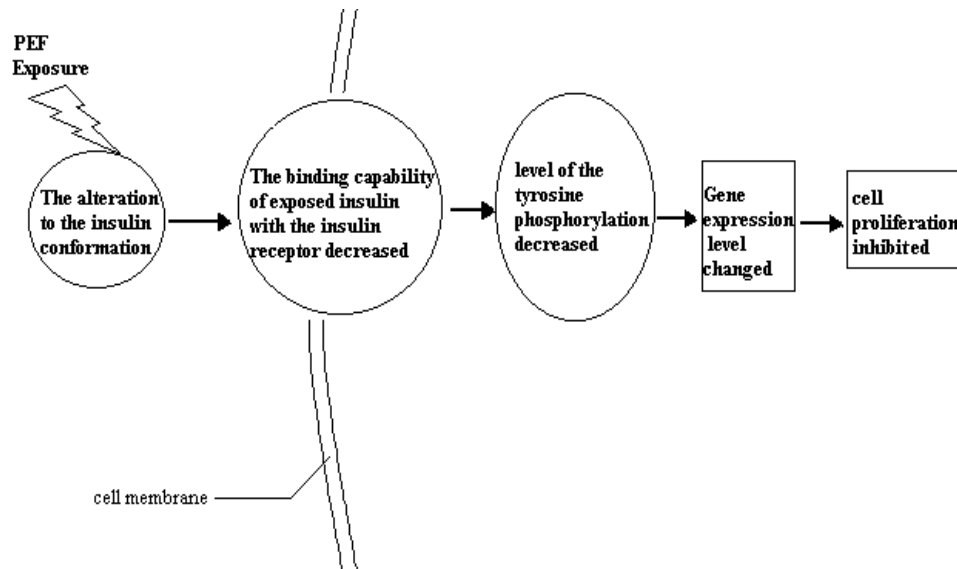 PEF
Exposure
The alteration
to the insulin
conformation
The binding capability
of exposed insulin
with the insulin
receptor decreased
level of the
tyrosine
phosphorylation
decreased
Gene
expression
level
changed
cell
proliferation
inhibited
cell membrane